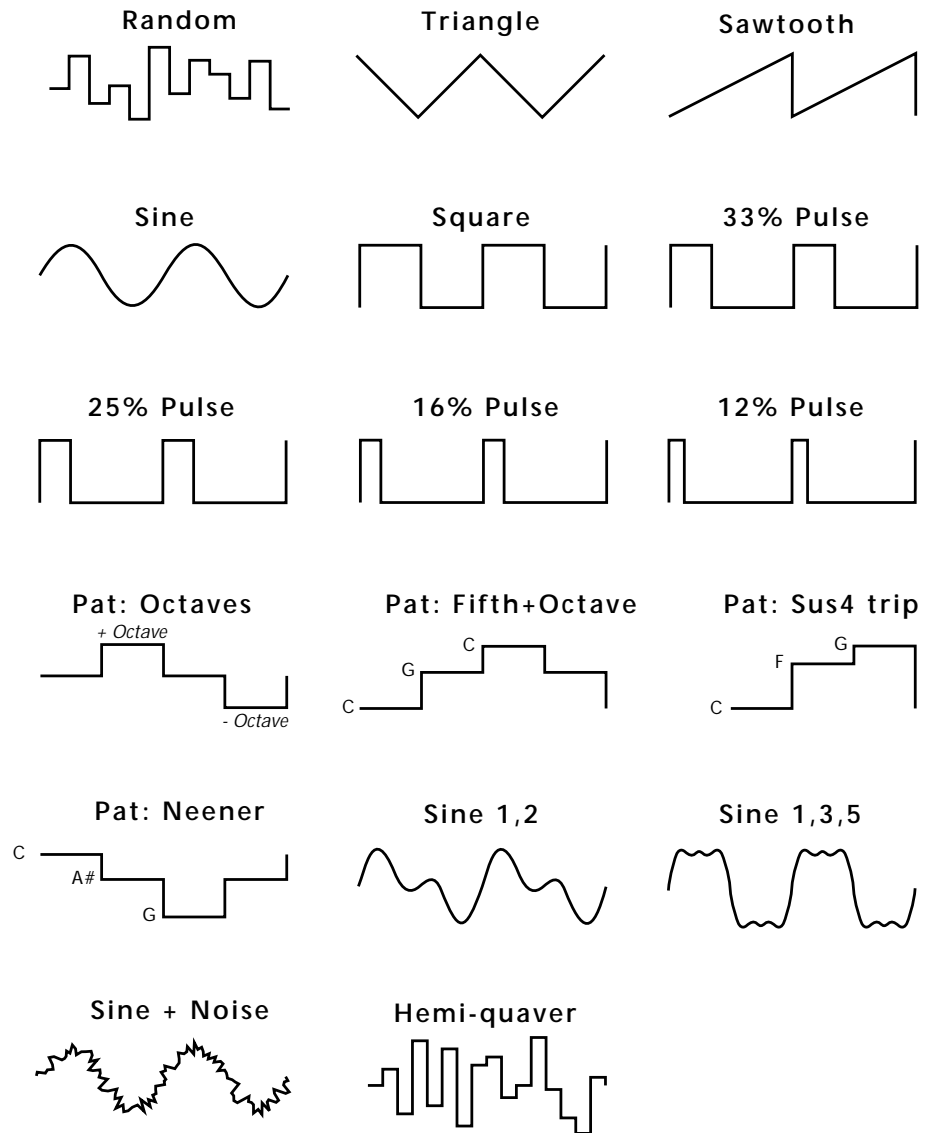 Random
Triangle
Sawtooth
Sine
Square
33% Pulse
25% Pulse
16% Pulse
12% Pulse
Pat: Octaves
+ Octave
- Octave
Pat: Fifth+Octave
C
G
C
Pat: Sus4 trip
G
F
C
Pat: Neener
C
A#
G
Sine 1,2
Sine 1,3,5
Sine + Noise
Hemi-quaver